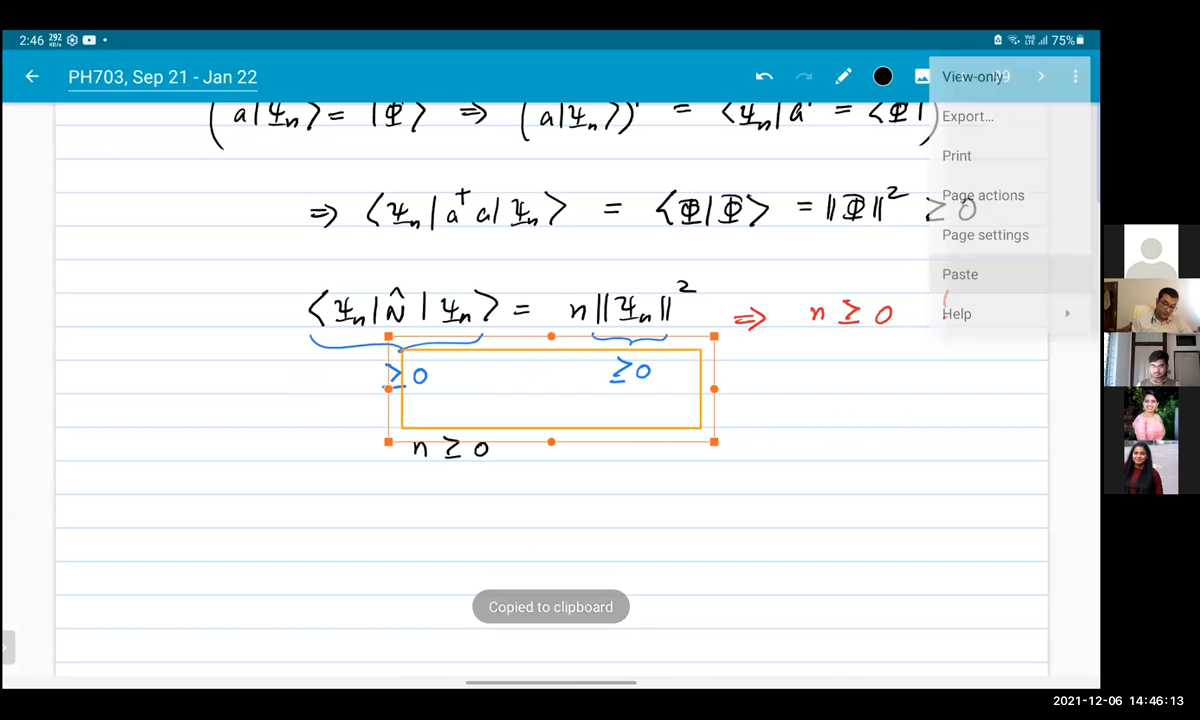 2:46 292 KB/s 75%
PH703, Sep 21 - Jan 22
View-only
Export...
Print
Page actions
Page settings
Paste
Help
(a|Ψn⟩ = |Φ⟩ ⇒ (a|Ψn⟩)† = ⟨Ψn|a† = ⟨Φ|)
⇒ ⟨Ψn|a†a|Ψn⟩ = ⟨Φ|Φ⟩ = ||Φ||² ≥ 0
⟨Ψn|N̂|Ψn⟩ = n||Ψn||² ⇒ n ≥ 0 !
≥ 0 ≥ 0
n ≥ 0
Copied to clipboard
2021-12-06 14:46:13